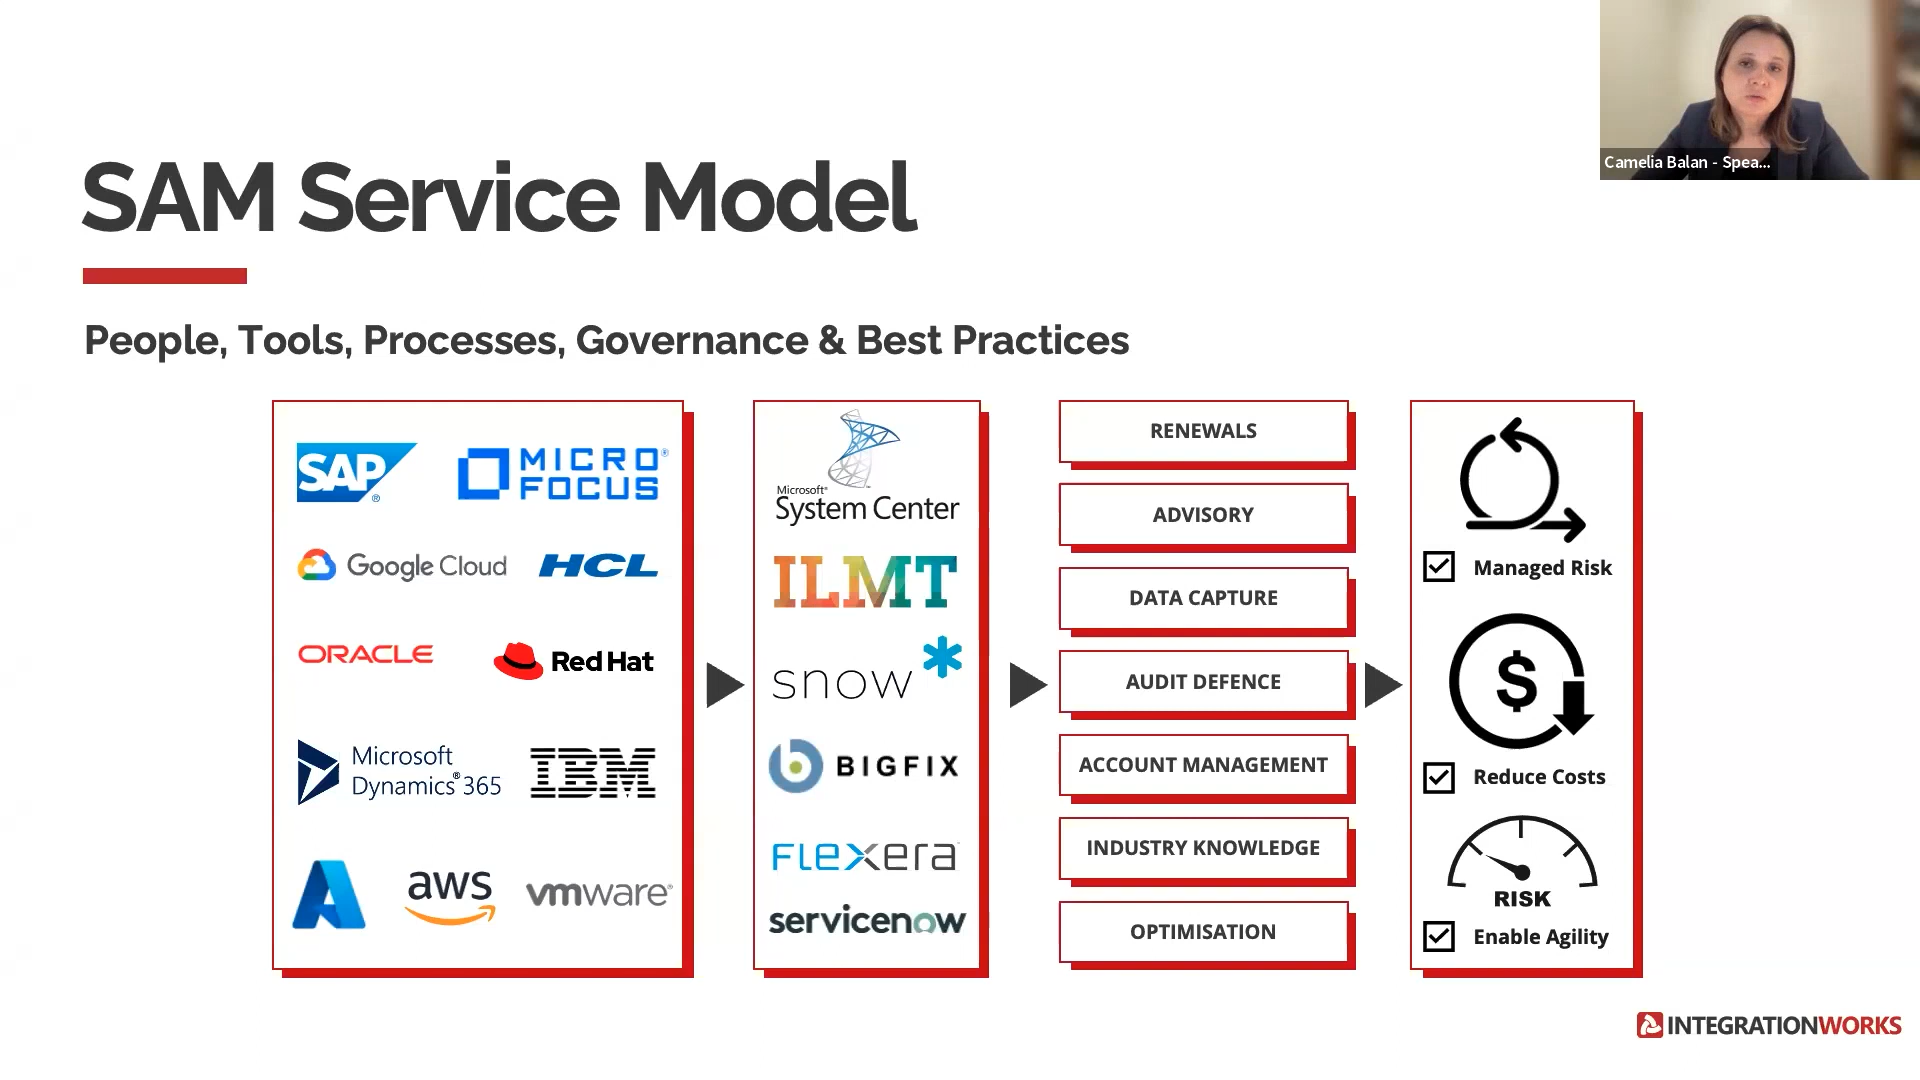 Camelia Balan - Spea...
SAM Service Model
People, Tools, Processes, Governance & Best Practices
SAP®
MICRO FOCUS®
Google Cloud
HCL
ORACLE
Red Hat
Microsoft
Dynamics® 365
IBM
aws
vmware®
Microsoft®
System Center
ILMT
snow
BIGFIX
FLEXera
servicenow
RENEWALS
ADVISORY
DATA CAPTURE
AUDIT DEFENCE
ACCOUNT MANAGEMENT
INDUSTRY KNOWLEDGE
OPTIMISATION
Managed Risk
$
Reduce Costs
RISK
Enable Agility
INTEGRATIONWORKS